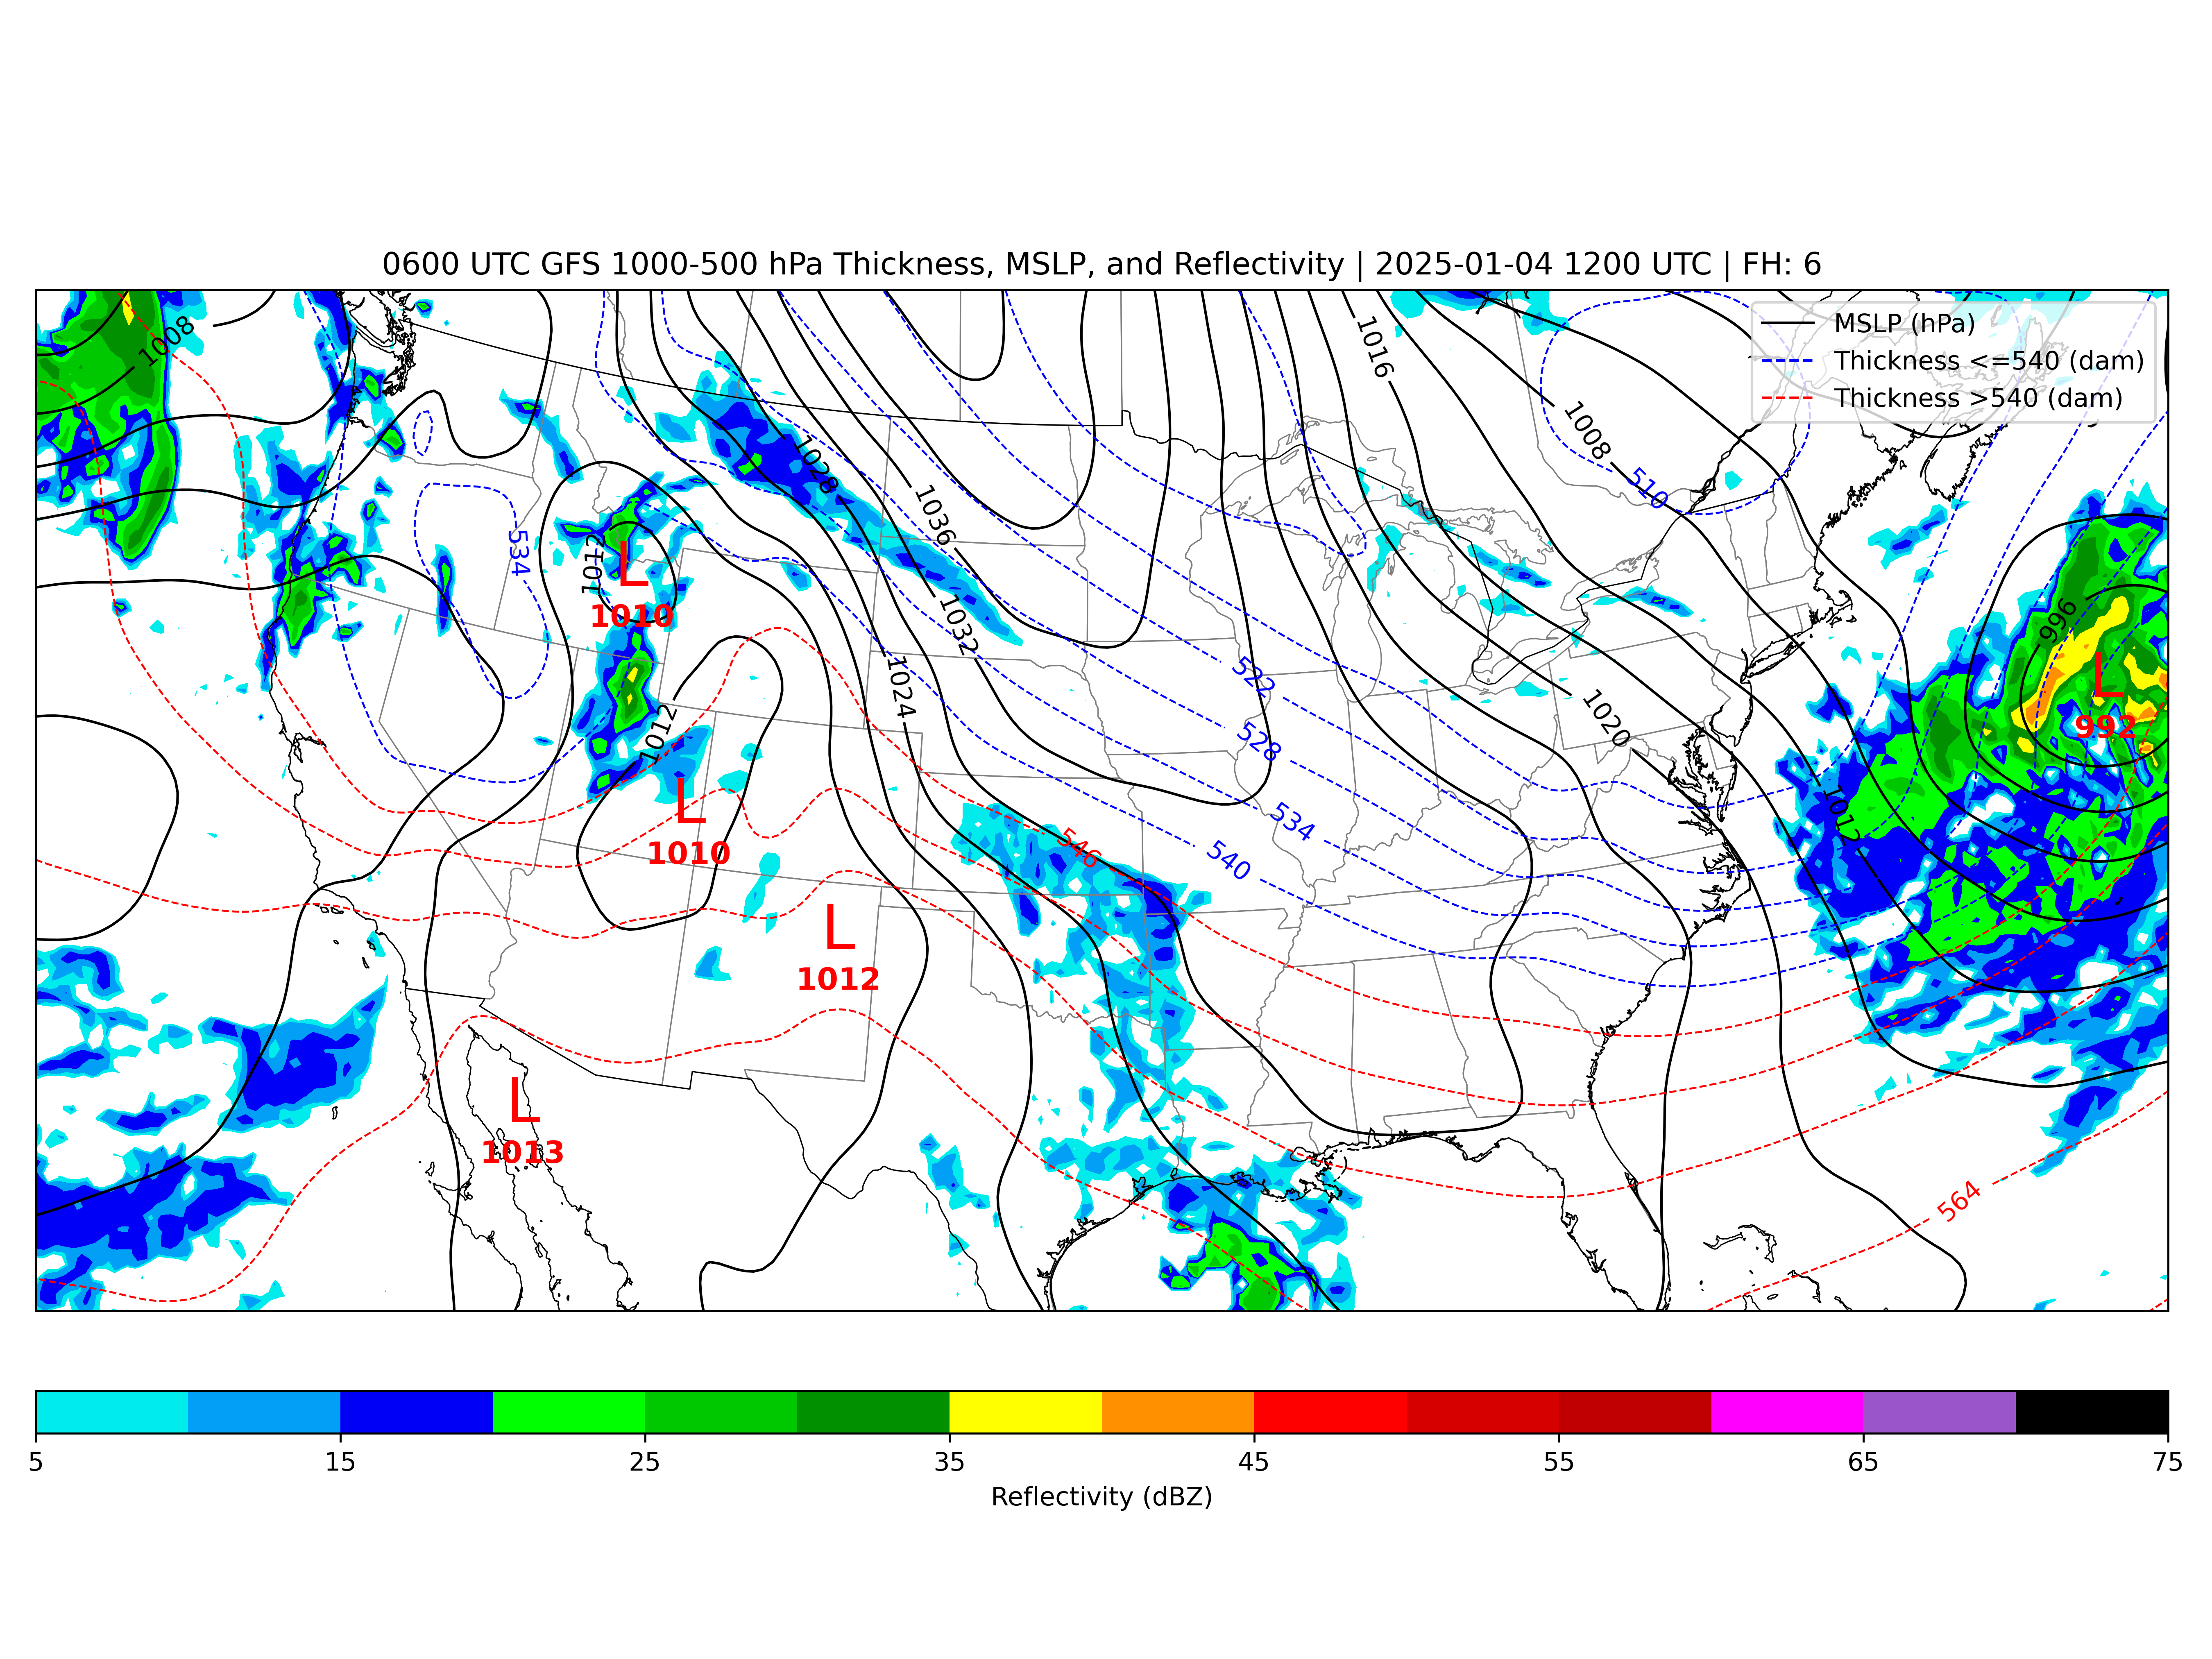 0600 UTC GFS 1000-500 hPa Thickness, MSLP, and Reflectivity | 2025-01-04 1200 UTC | FH: 6
MSLP (hPa)
Thickness <=540 (dam)
Thickness >540 (dam)
1008
1016
1008
510
1028
1036
534
1012
L
1010
1032
996
L
992
1024
522
1012
1020
528
L
1010
534
546
540
1012
L
1012
L
1013
564
5 15 25 35 45 55 65 75
Reflectivity (dBZ)